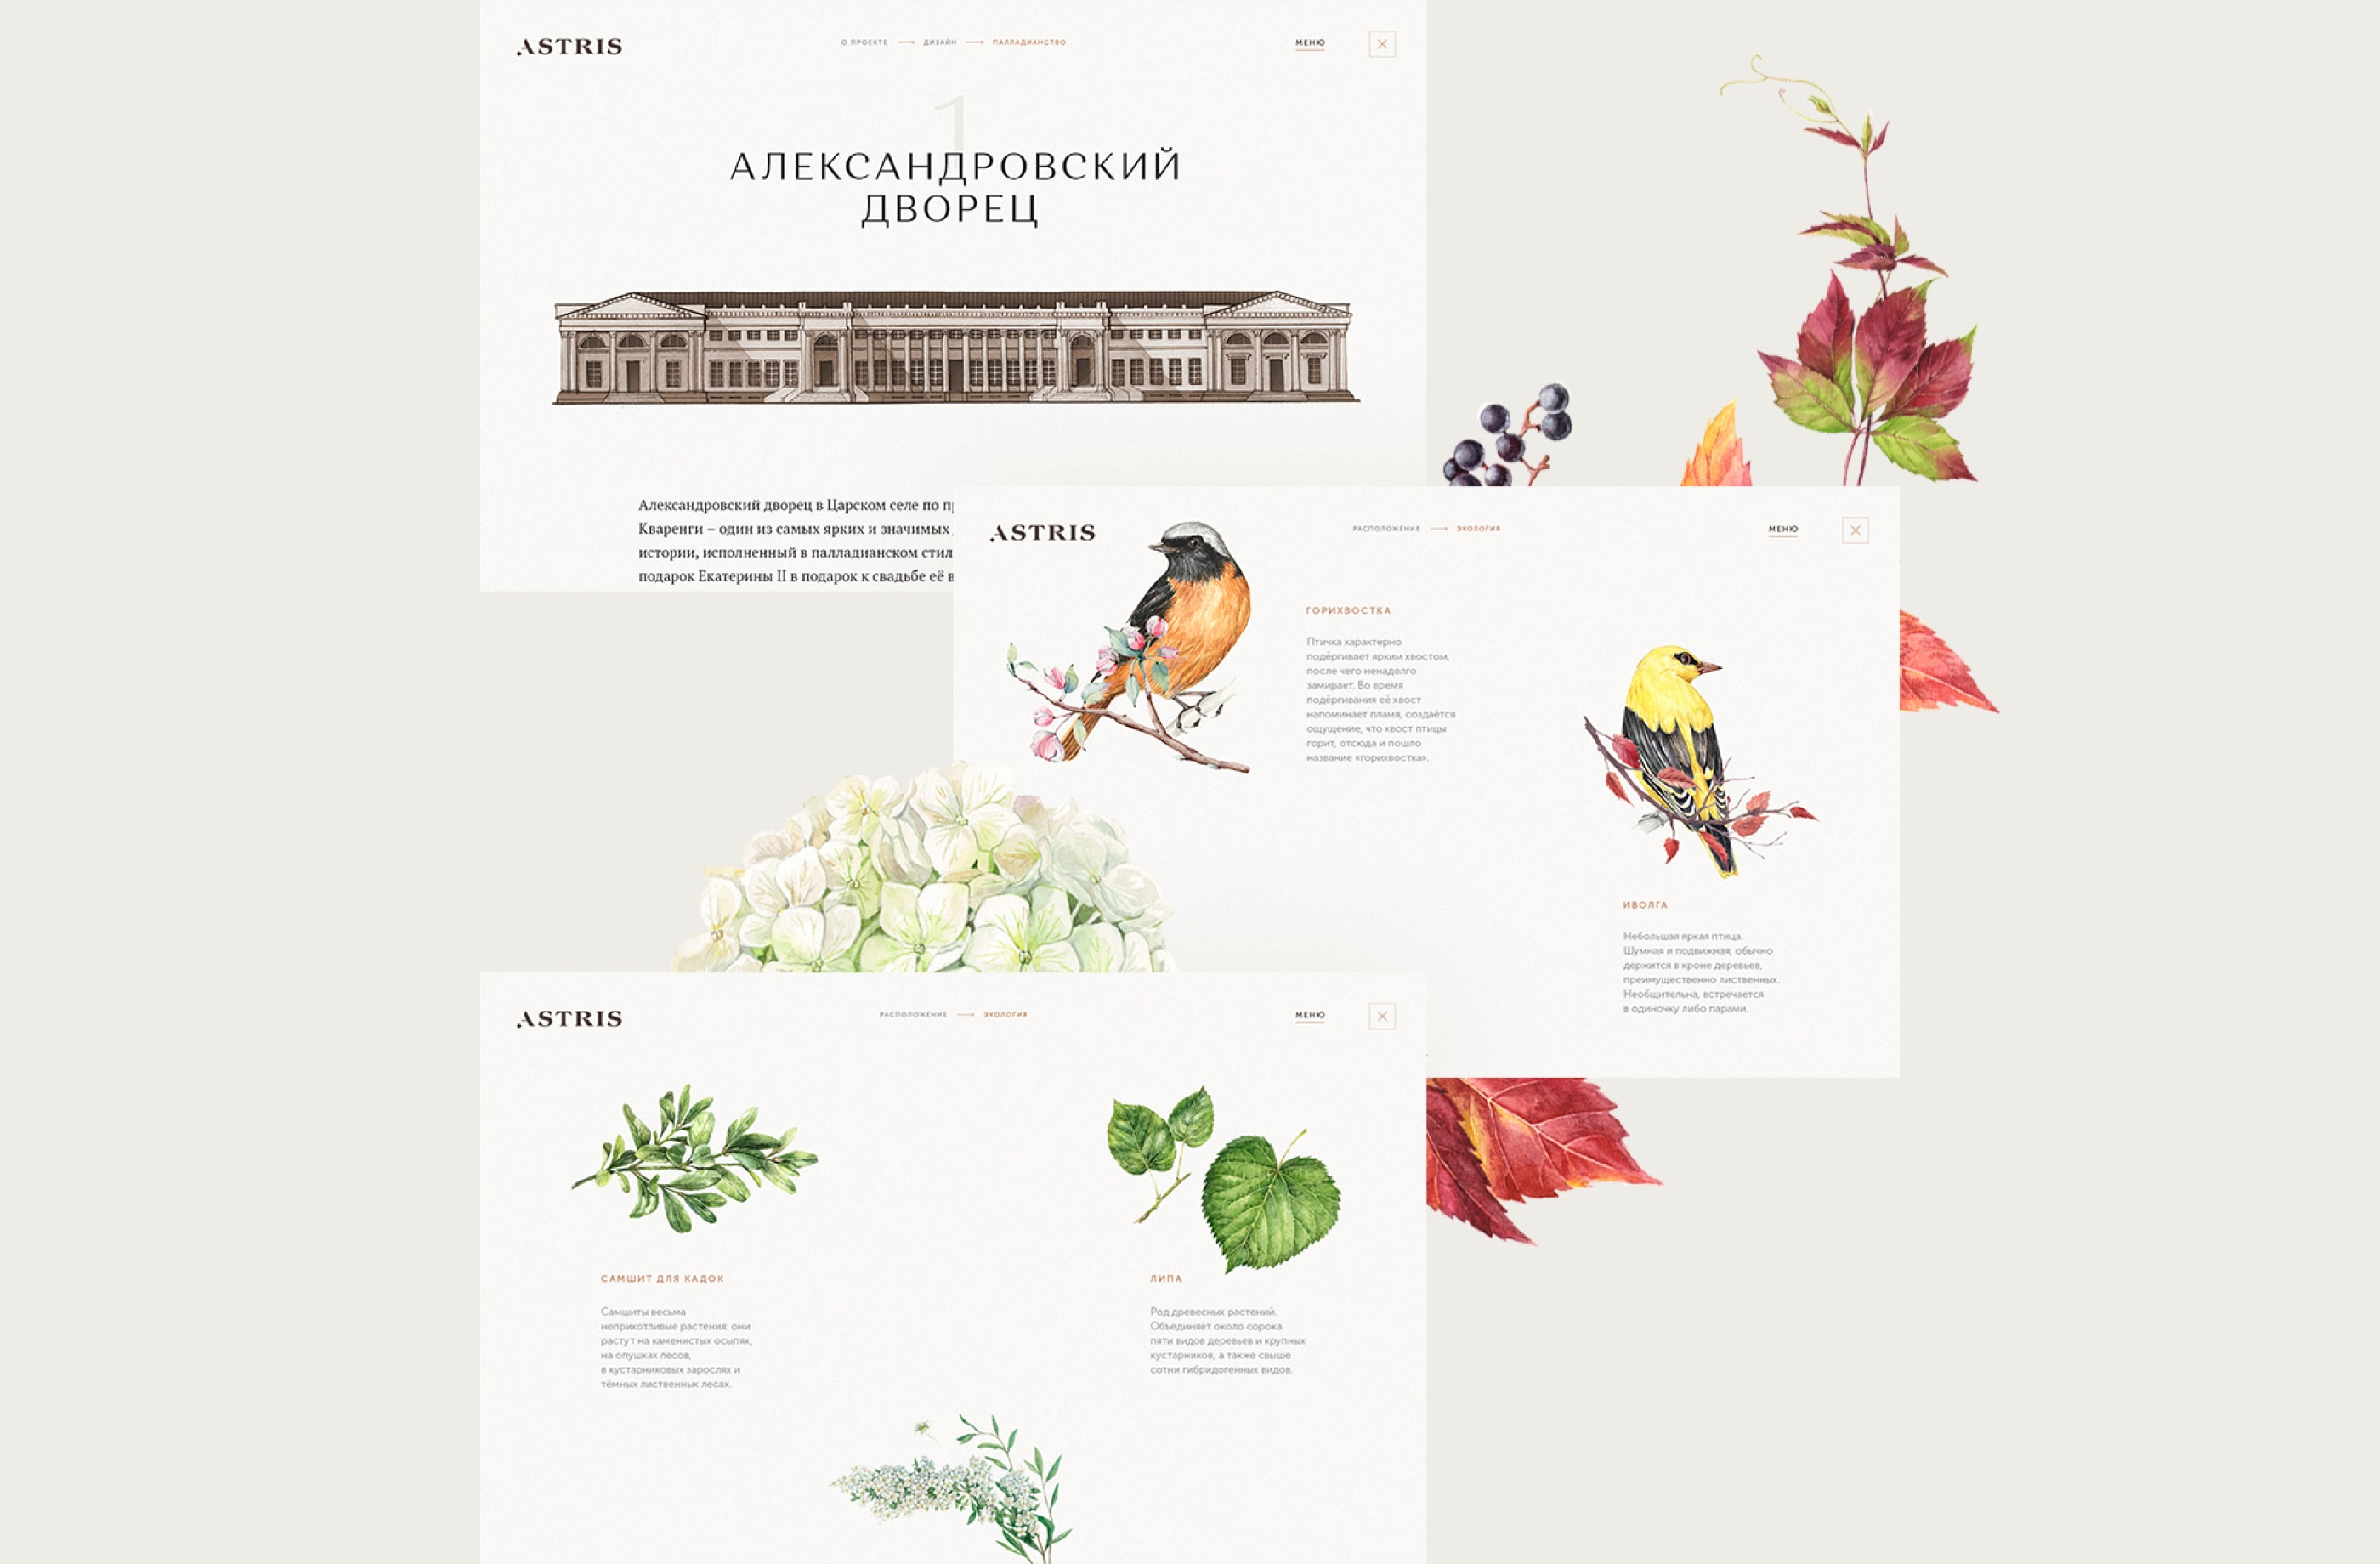 ASTRIS
О ПРОЕКТЕ ⟶ ДИЗАЙН ⟶ ПАЛЛАДИАНСТВО
МЕНЮ
1
АЛЕКСАНДРОВСКИЙ
ДВОРЕЦ
Александровский дворец в Царском селе по
Кваренги – один из самых ярких и значимых
истории, исполненный в палладианском
подарок Екатерины II в подарок к свадьбе её
ASTRIS
РАСПОЛОЖЕНИЕ ⟶ ЭКОЛОГИЯ
МЕНЮ
ГОРИХВОСТКА
Птичка характерно
подёргивает ярким хвостом,
после чего ненадолго
замирает. Во время
подёргивания её хвост
напоминает пламя, создаётся
ощущение, что хвост птицы
горит, отсюда и пошло
название «горихвостка».
ИВОЛГА
Небольшая яркая птица.
Шумная и подвижная, обычно
держится в кроне деревьев,
преимущественно лиственных.
Необщительна, встречается
в одиночку либо парами.
ASTRIS
РАСПОЛОЖЕНИЕ ⟶ ЭКОЛОГИЯ
МЕНЮ
САМШИТ ДЛЯ КАДОК
Самшиты весьма
неприхотливые растения: они
растут на каменистых осыпях,
на опушках лесов,
в кустарниковых зарослях и
тёмных лиственных лесах.
ЛИПА
Род древесных растений.
Объединяет около сорока
пяти видов деревьев и крупных
кустарников, а также свыше
сотни гибридогенных видов.